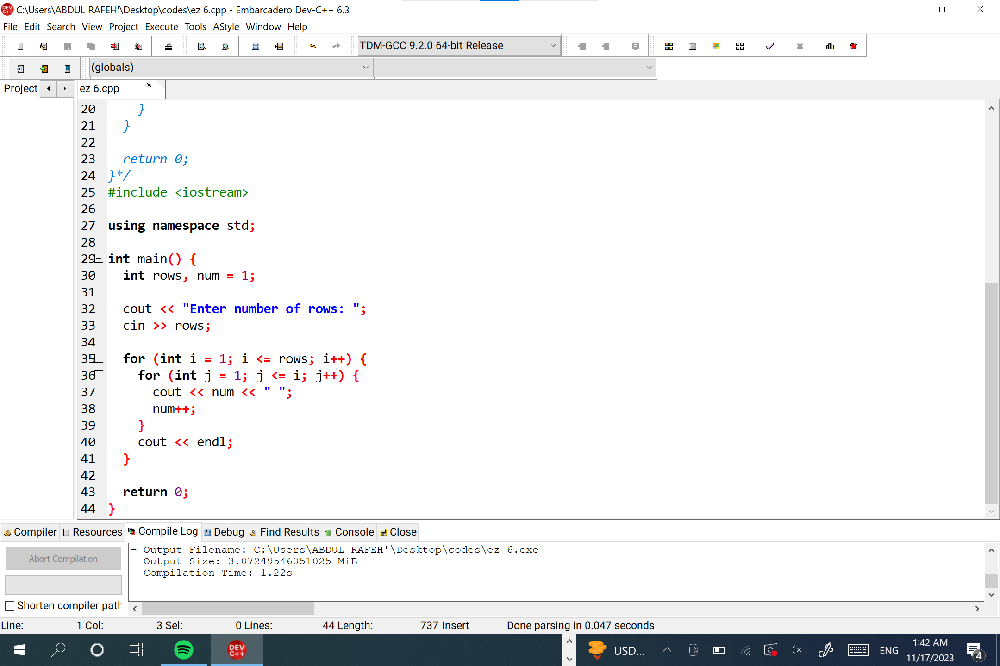 C:\Users\ABDUL RAFEH'\Desktop\codes\ez 6.cpp - Embarcadero Dev-C++ 6.3
File Edit Search View Project Execute Tools AStyle Window Help
TDM-GCC 9.2.0 64-bit Release
(globals)
Project ez 6.cpp
20     }
21   }
22
23   return 0;
24 }*/
25 #include <iostream>
26
27 using namespace std;
28
29 int main() {
30   int rows, num = 1;
31
32   cout << "Enter number of rows: ";
33   cin >> rows;
34
35   for (int i = 1; i <= rows; i++) {
36     for (int j = 1; j <= i; j++) {
37       cout << num << " ";
38       num++;
39     }
40     cout << endl;
41   }
42
43   return 0;
44 }
Compiler Resources Compile Log Debug Find Results Console Close
Abort Compilation
Shorten compiler path
- Output Filename: C:\Users\ABDUL RAFEH'\Desktop\codes\ez 6.exe
- Output Size: 3.07249546051025 MiB
- Compilation Time: 1.22s
Line: 1 Col: 3 Sel: 0 Lines: 44 Length: 737 Insert Done parsing in 0.047 seconds
DEV C++
USD... ENG 1:42 AM
11/17/2023 4